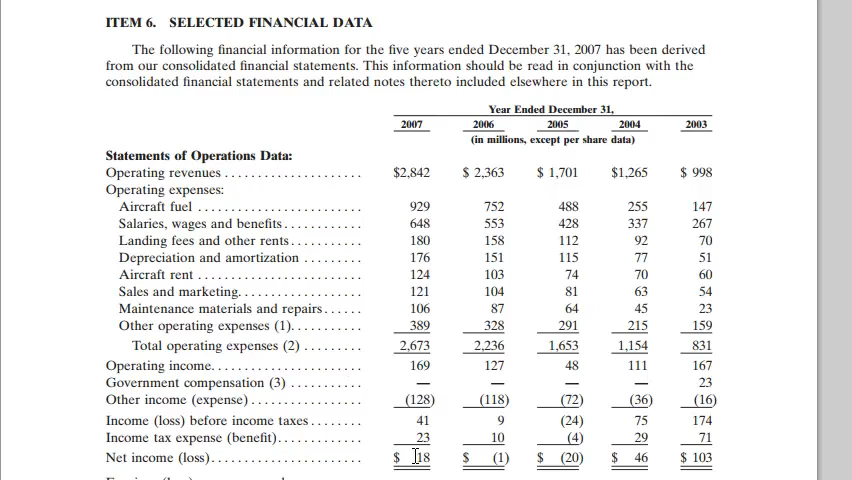 ITEM 6. SELECTED FINANCIAL DATA
The following financial information for the five years ended December 31, 2007 has been derived
from our consolidated financial statements. This information should be read in conjunction with the
consolidated financial statements and related notes thereto included elsewhere in this report.
Year Ended December 31,
2007 2006 2005 2004 2003
(in millions, except per share data)
Statements of Operations Data:
Operating revenues . . . . . . . . . . . . . . . . . . . . . $2,842 $ 2,363 $ 1,701 $1,265 $ 998
Operating expenses:
Aircraft fuel . . . . . . . . . . . . . . . . . . . . . . . . . 929 752 488 255 147
Salaries, wages and benefits . . . . . . . . . . . . 648 553 428 337 267
Landing fees and other rents . . . . . . . . . . . 180 158 112 92 70
Depreciation and amortization . . . . . . . . . 176 151 115 77 51
Aircraft rent . . . . . . . . . . . . . . . . . . . . . . . . . 124 103 74 70 60
Sales and marketing. . . . . . . . . . . . . . . . . . . 121 104 81 63 54
Maintenance materials and repairs . . . . . . 106 87 64 45 23
Other operating expenses (1). . . . . . . . . . . 389 328 291 215 159
Total operating expenses (2) . . . . . . . . . 2,673 2,236 1,653 1,154 831
Operating income. . . . . . . . . . . . . . . . . . . . . . . 169 127 48 111 167
Government compensation (3) . . . . . . . . . . . — — — — 23
Other income (expense) . . . . . . . . . . . . . . . . . (128) (118) (72) (36) (16)
Income (loss) before income taxes . . . . . . . . 41 9 (24) 75 174
Income tax expense (benefit). . . . . . . . . . . . . 23 10 (4) 29 71
Net income (loss). . . . . . . . . . . . . . . . . . . . . . . $ 18 $ (1) $ (20) $ 46 $ 103